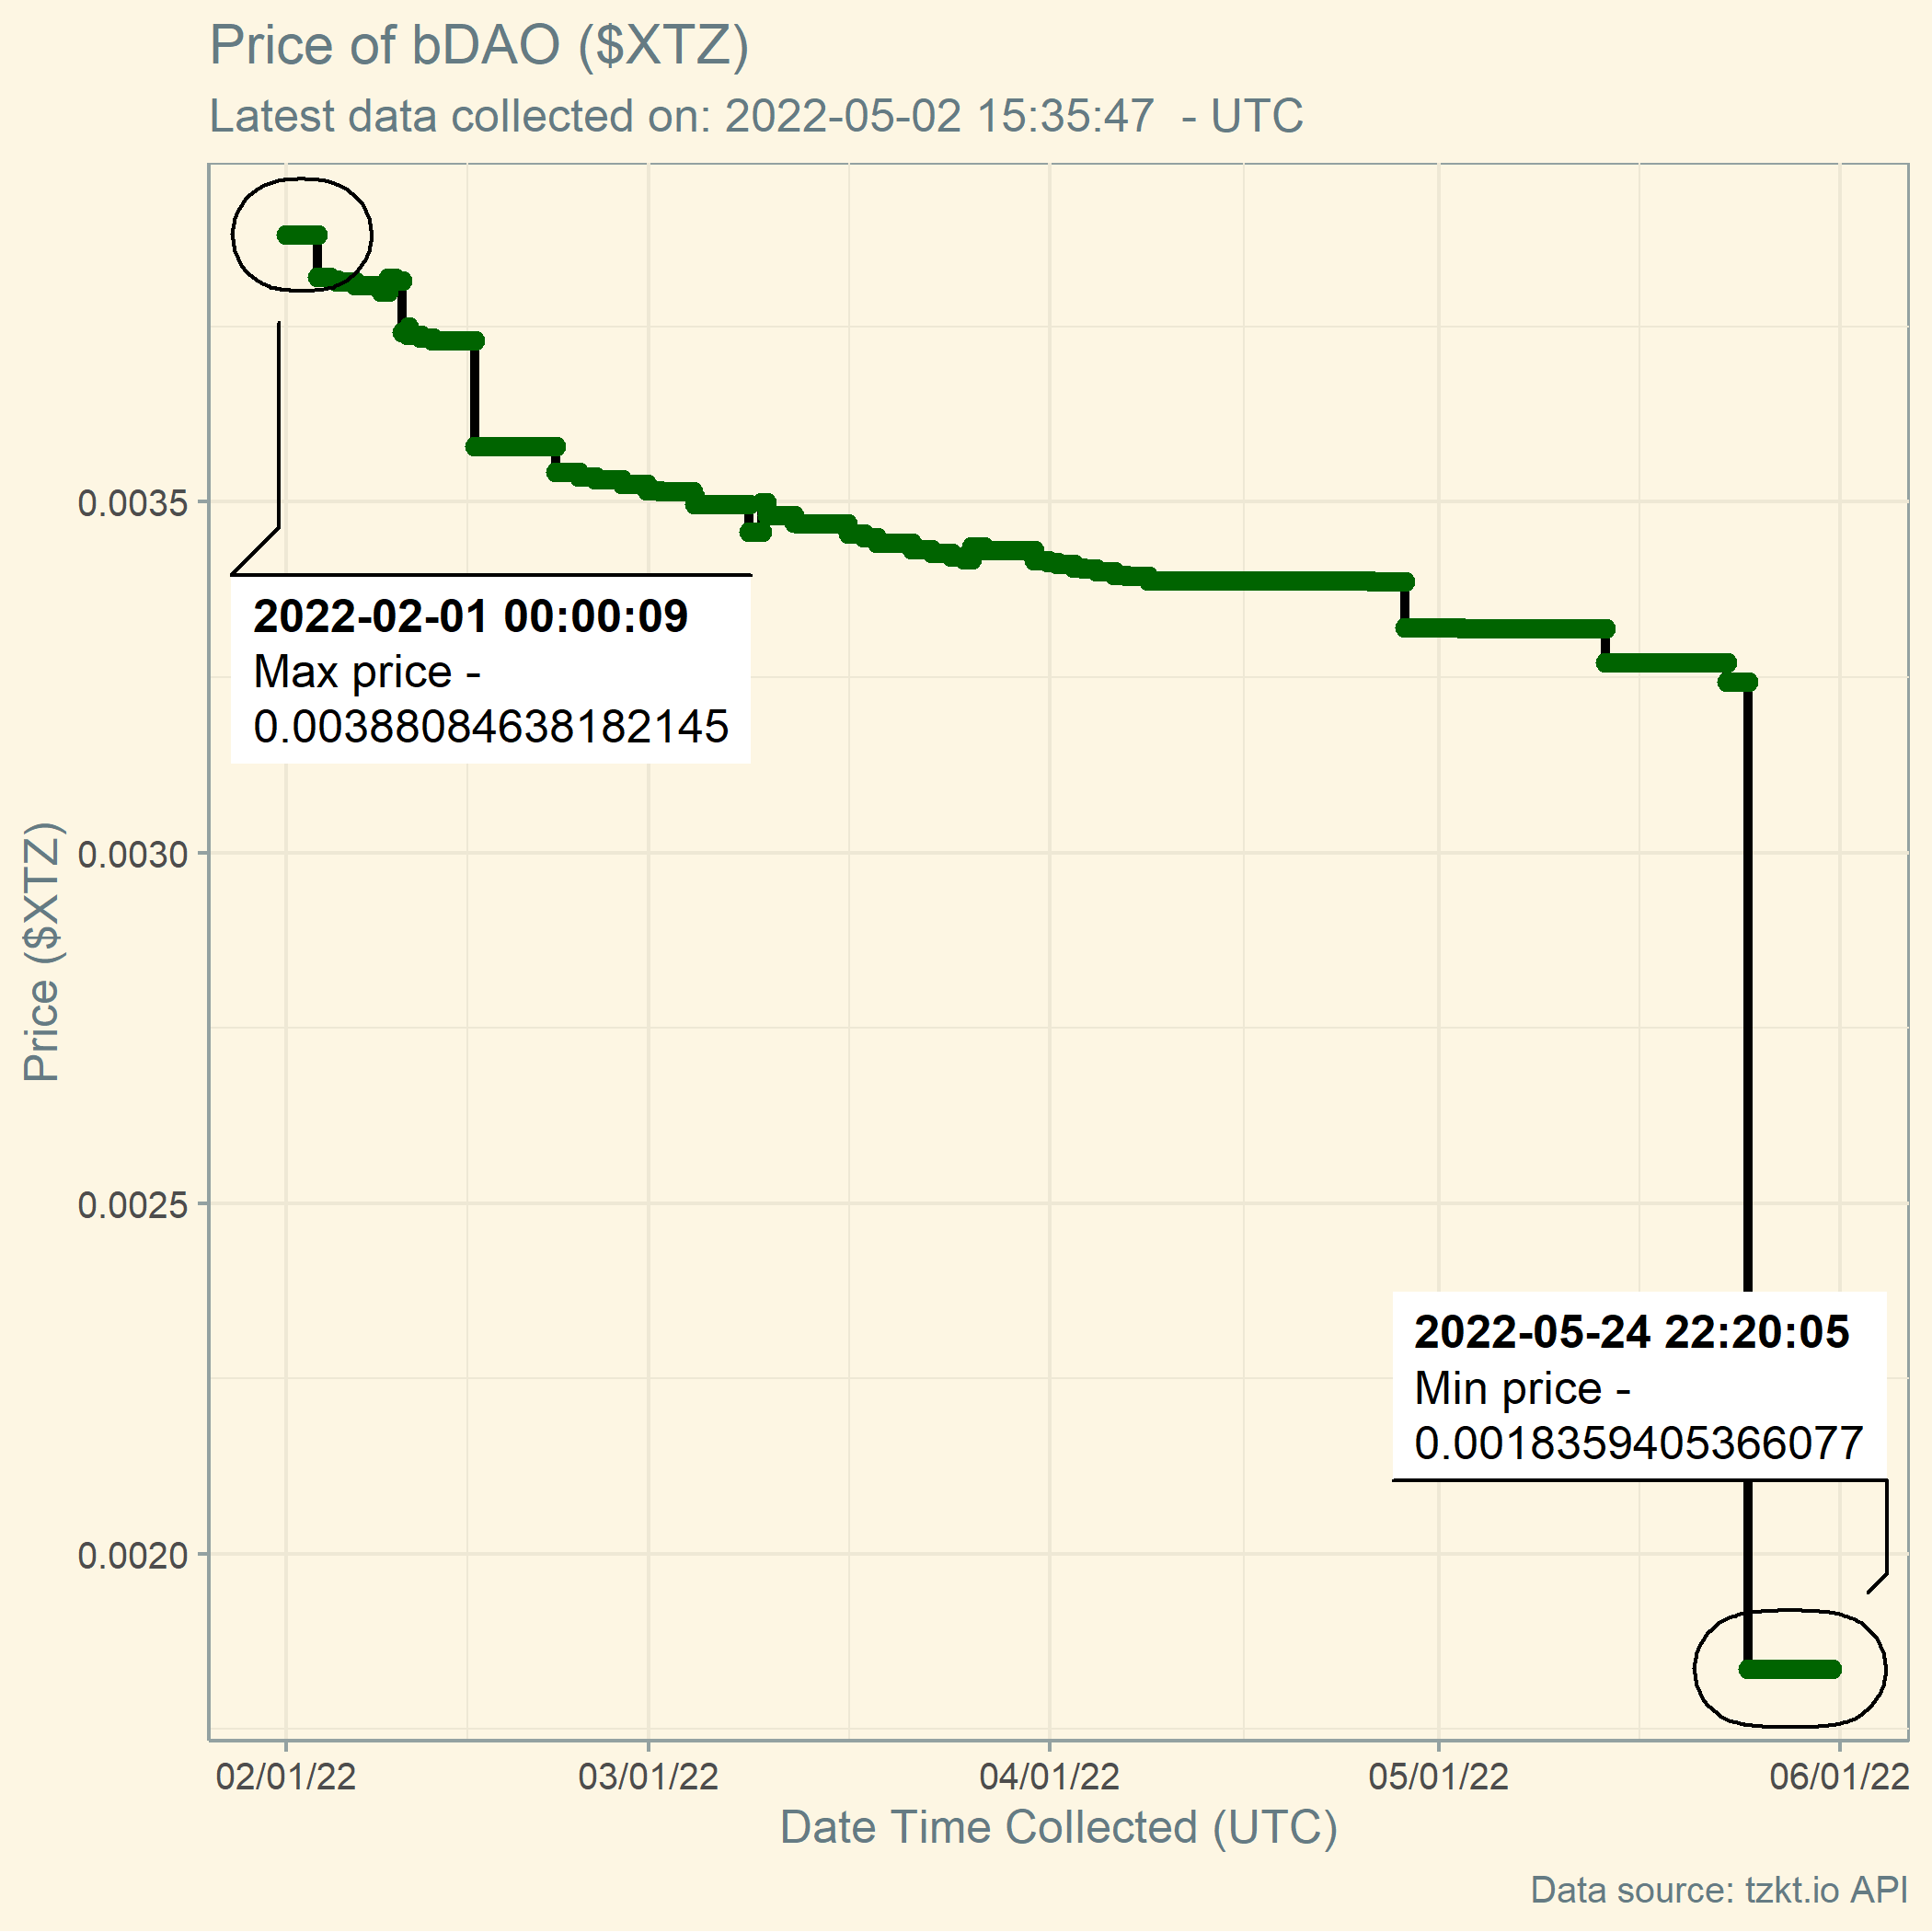 Price of bDAO ($XTZ)
Latest data collected on: 2022-05-02 15:35:47  - UTC
Price ($XTZ)
0.0035
0.0030
0.0025
0.0020
2022-02-01 00:00:09
Max price -
0.00388084638182145
2022-05-24 22:20:05
Min price -
0.0018359405366077
02/01/22
03/01/22
04/01/22
05/01/22
06/01/22
Date Time Collected (UTC)
Data source: tzkt.io API